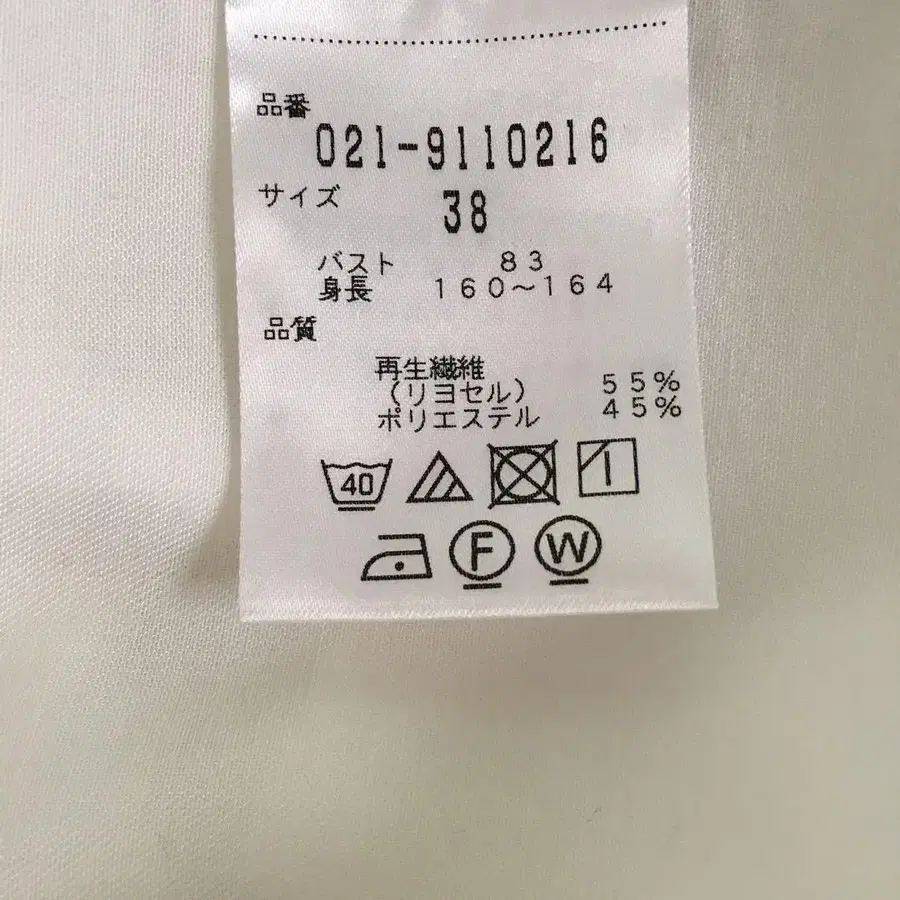 品番
021-9110216
サイズ 38
バスト 83
身長 160～164
品質
再生繊維
(リヨセル) 55%
ポリエステル 45%
40
F W